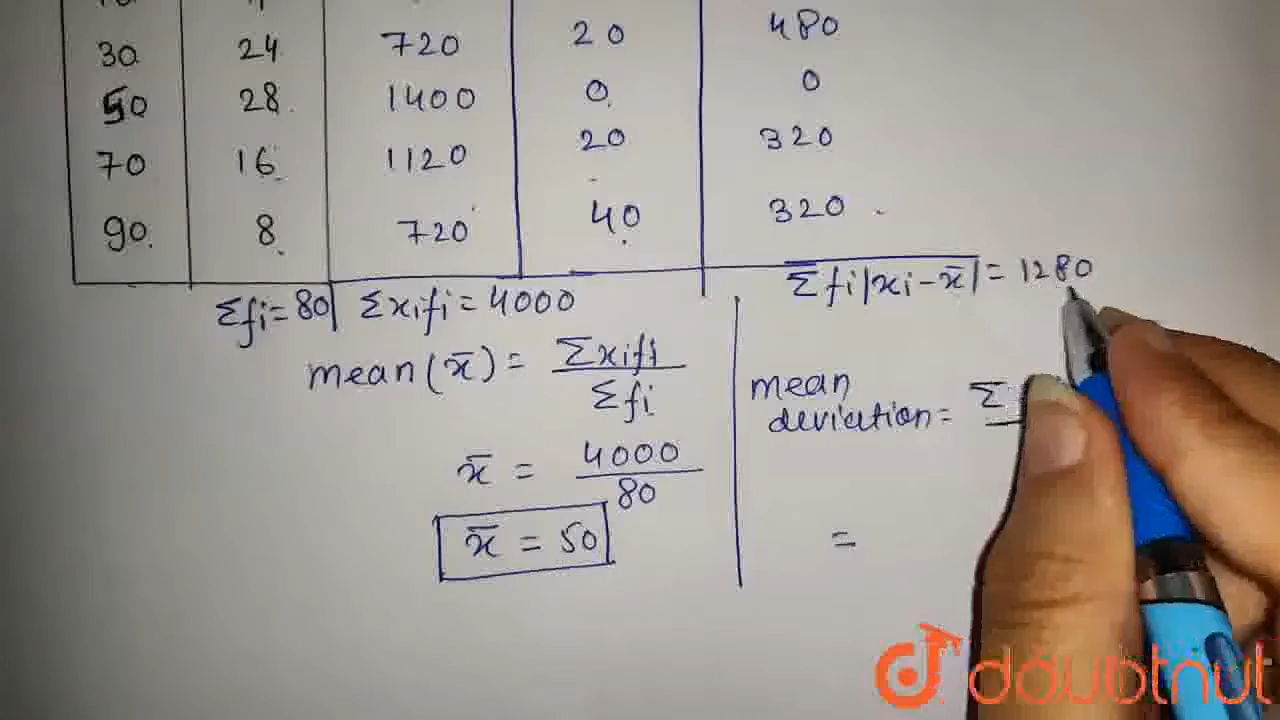 30 24 720 20 480
50 28 1400 0 0
70 16 1120 20 320
90 8 720 40 320
Σfi = 80 Σxifi = 4000 Σfi|xi-x̄| = 1280
mean (x̄) = Σxifi / Σfi
x̄ = 4000 / 80
x̄ = 50
mean
deviation = Σ
=
doubtnut